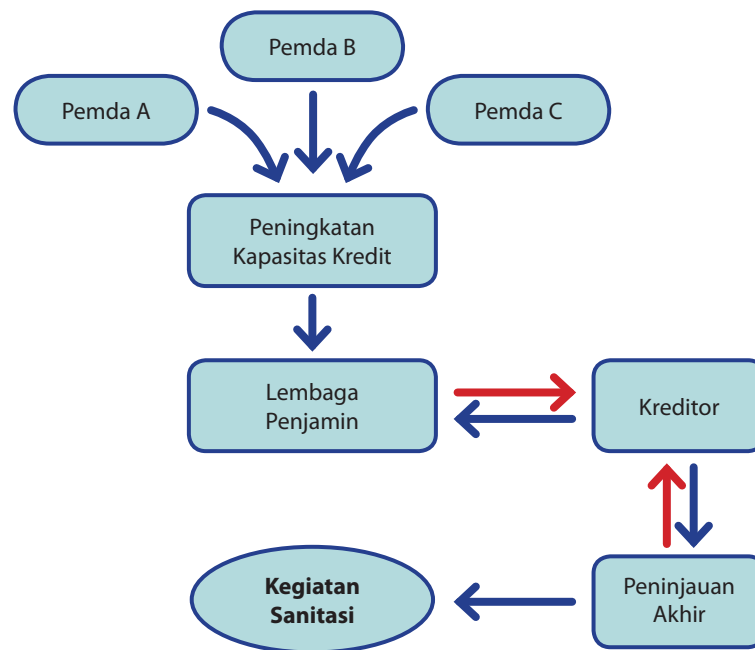 Pemda B
Pemda A
Pemda C
Peningkatan
Kapasitas Kredit
Lembaga
Penjamin
Kreditor
Kegiatan
Sanitasi
Peninjauan
Akhir